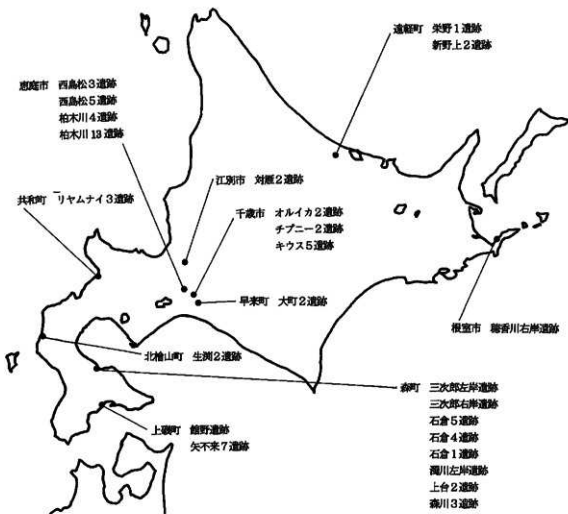 遠軽町 栄野1遺跡
新野上2遺跡
恵庭市 西島松3遺跡
西島松5遺跡
柏木川4遺跡
柏木川13遺跡
江別市 対雁2遺跡
千歳市 オルイカ2遺跡
チプニー2遺跡
キウス5遺跡
共和町 リヤムナイ3遺跡
早来町 大町2遺跡
根室市 穂香川右岸遺跡
北檜山町 生渕2遺跡
森町 三次郎左岸遺跡
三次郎右岸遺跡
石倉5遺跡
石倉4遺跡
石倉1遺跡
濁川左岸遺跡
上台2遺跡
森川3遺跡
上磯町 館野遺跡
矢不来7遺跡